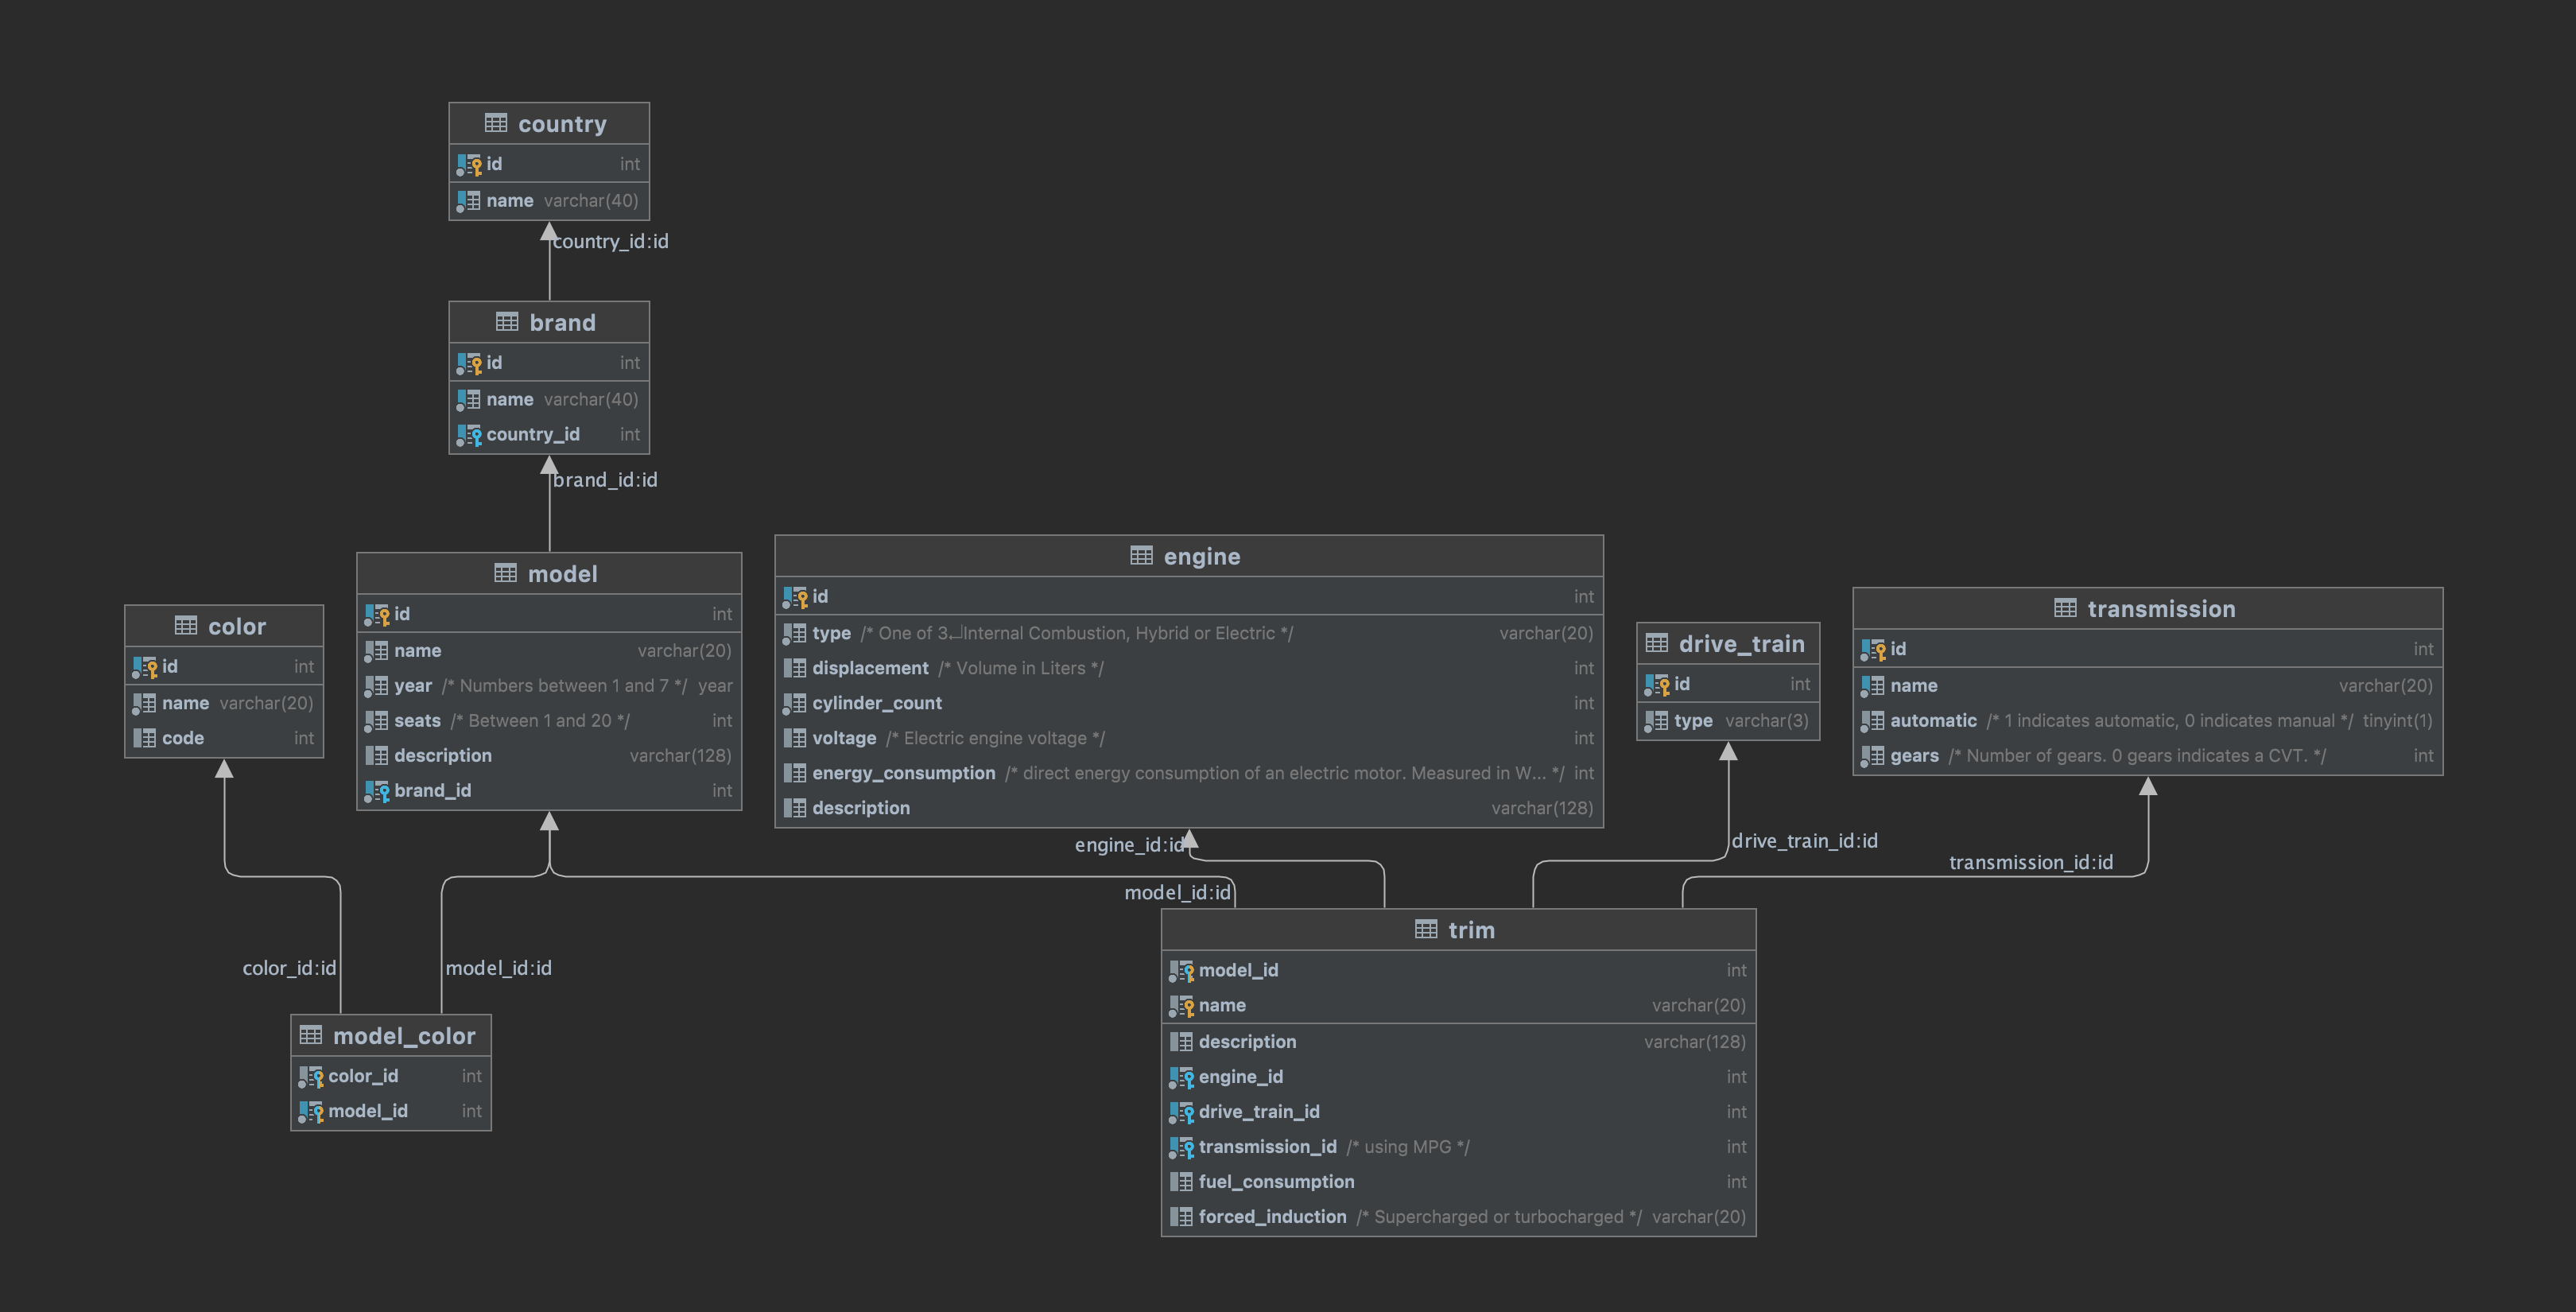 country
id int
name varchar(40)
country_id:id
brand
id int
name varchar(40)
country_id int
brand_id:id
model
id int
name varchar(20)
year /* Numbers between 1 and 7 */ year
seats /* Between 1 and 20 */ int
description varchar(128)
brand_id int
color
id int
name varchar(20)
code int
engine
id int
type /* One of 3↵Internal Combustion, Hybrid or Electric */ varchar(20)
displacement /* Volume in Liters */ int
cylinder_count int
voltage /* Electric engine voltage */ int
energy_consumption /* direct energy consumption of an electric motor. Measured in W... */ int
description varchar(128)
drive_train
id int
type varchar(3)
transmission
id int
name varchar(20)
automatic /* 1 indicates automatic, 0 indicates manual */ tinyint(1)
gears /* Number of gears. 0 gears indicates a CVT. */ int
engine_id:id
drive_train_id:id
transmission_id:id
model_id:id
color_id:id
model_id:id
trim
model_id int
name varchar(20)
description varchar(128)
engine_id int
drive_train_id int
transmission_id /* using MPG */ int
fuel_consumption int
forced_induction /* Supercharged or turbocharged */ varchar(20)
model_color
color_id int
model_id int